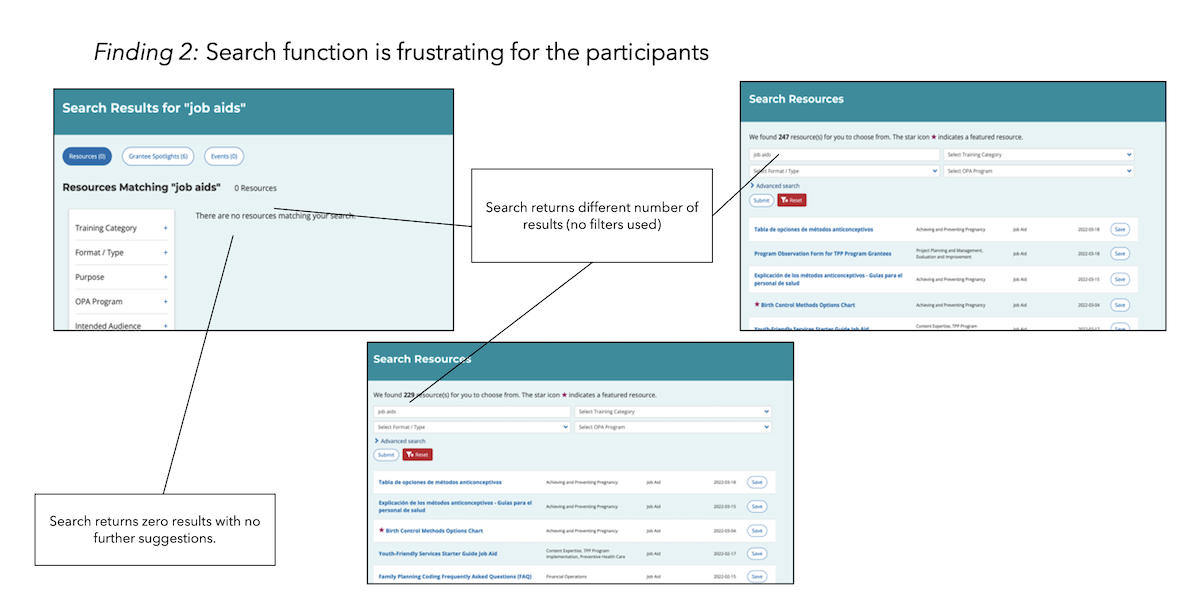 Finding 2: Search function is frustrating for the participants
Search Results for "job aids"
Resources (0)
Grantee Spotlights (6)
Events (0)
Resources Matching "job aids" 0 Resources
There are no resources matching your search.
Training Category +
Format / Type +
Purpose +
OPA Program +
Intended Audience +
Search returns different number of
results (no filters used)
Search Resources
We found 247 resource(s) for you to choose from. The star icon ★ indicates a featured resource.
job aids
Select Training Category
Select Format / Type
Select OPA Program
Advanced search
Submit
Reset
Tabla de opciones de métodos anticonceptivos Achieving and Preventing Pregnancy Job Aid 2022-03-18 Save
Program Observation Form for TPP Program Grantees Project Planning and Management, Job Aid 2022-03-18 Save
Evaluation and Improvement
Explicación de los métodos anticonceptivos - Guías para el Achieving and Preventing Pregnancy Job Aid 2022-03-15 Save
personal de salud
★ Birth Control Methods Options Chart Achieving and Preventing Pregnancy Job Aid 2022-03-04 Save
Youth-Friendly Services Starter Guide Job Aid Content Expertise, TPP Program Job Aid 2022-02-17 Save
Search Resources
We found 229 resource(s) for you to choose from. The star icon ★ indicates a featured resource.
job aids
Select Training Category
Select Format / Type
Select OPA Program
Advanced search
Submit
Reset
Tabla de opciones de métodos anticonceptivos Achieving and Preventing Pregnancy Job Aid 2022-03-18 Save
Explicación de los métodos anticonceptivos - Guías para el Achieving and Preventing Pregnancy Job Aid 2022-03-15 Save
personal de salud
★ Birth Control Methods Options Chart Achieving and Preventing Pregnancy Job Aid 2022-03-04 Save
Youth-Friendly Services Starter Guide Job Aid Content Expertise, TPP Program Job Aid 2022-02-17 Save
Implementation, Preventive Health Care
Family Planning Coding Frequently Asked Questions (FAQ) Financial Operations Job Aid 2022-02-15 Save
Search returns zero results with no
further suggestions.